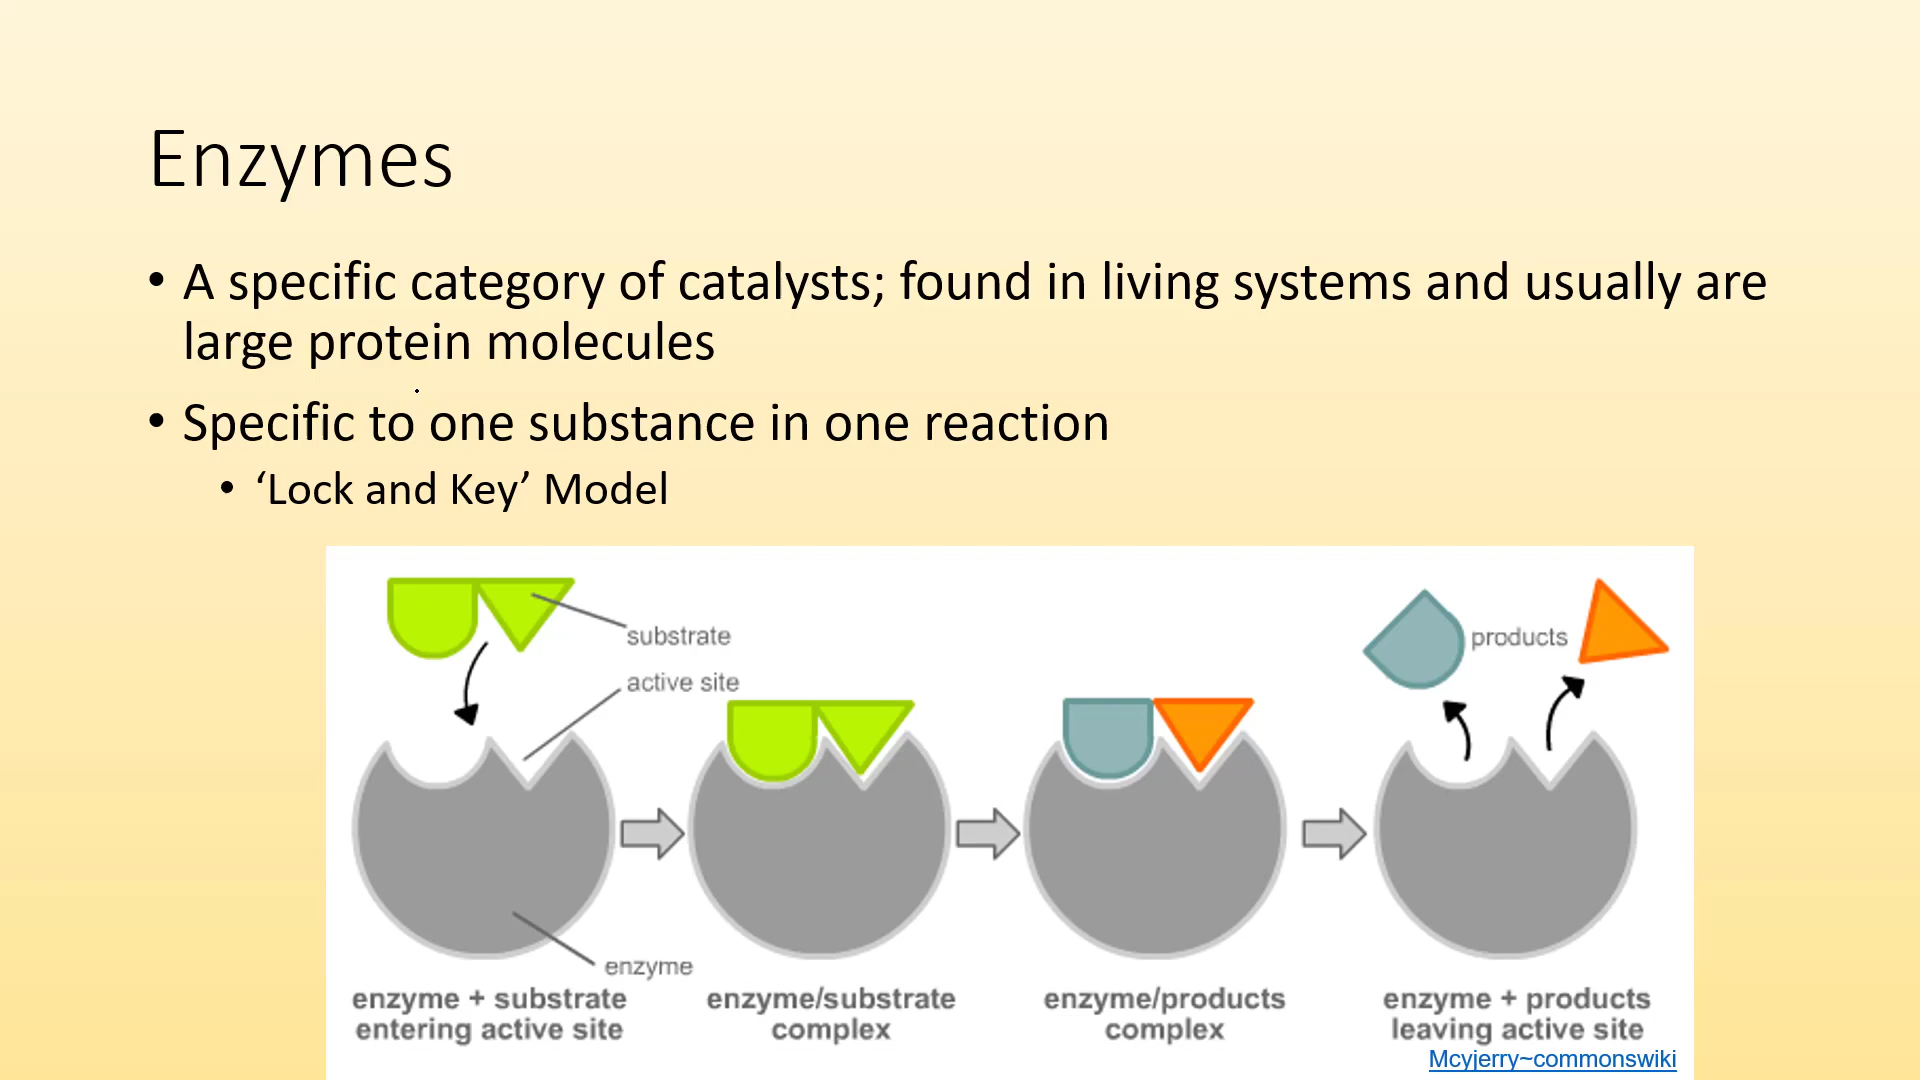 Enzymes
• A specific category of catalysts; found in living systems and usually are
large protein molecules
• Specific to one substance in one reaction
• ‘Lock and Key’ Model
substrate
active site
products
enzyme
enzyme + substrate
entering active site
enzyme/substrate
complex
enzyme/products
complex
enzyme + products
leaving active site
Mcyjerry~commonswiki